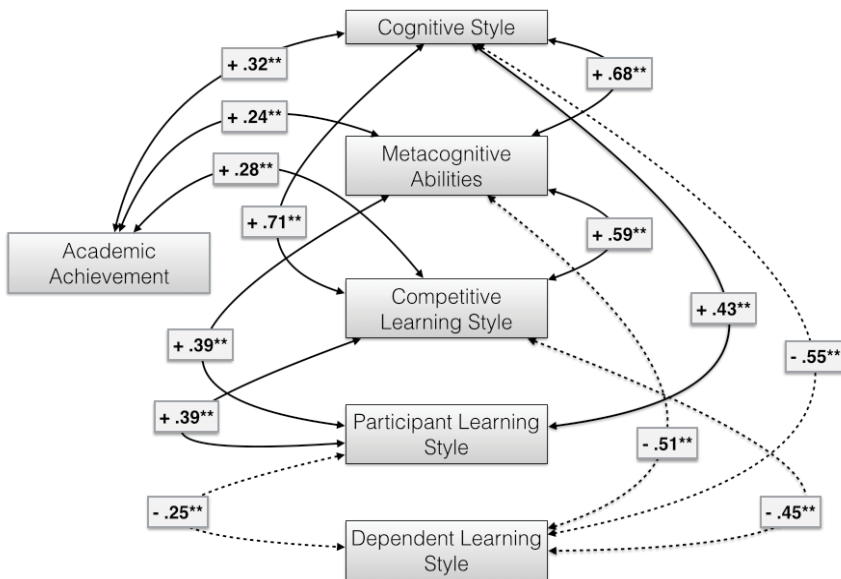 Cognitive Style
+ .32**
+ .68**
+ .24**
Metacognitive
Abilities
+ .28**
+ .71**
+ .59**
Academic
Achievement
Competitive
Learning Style
+ .43**
+ .39**
- .55**
+ .39**
Participant Learning
Style
- .51**
- .25**
- .45**
Dependent Learning
Style